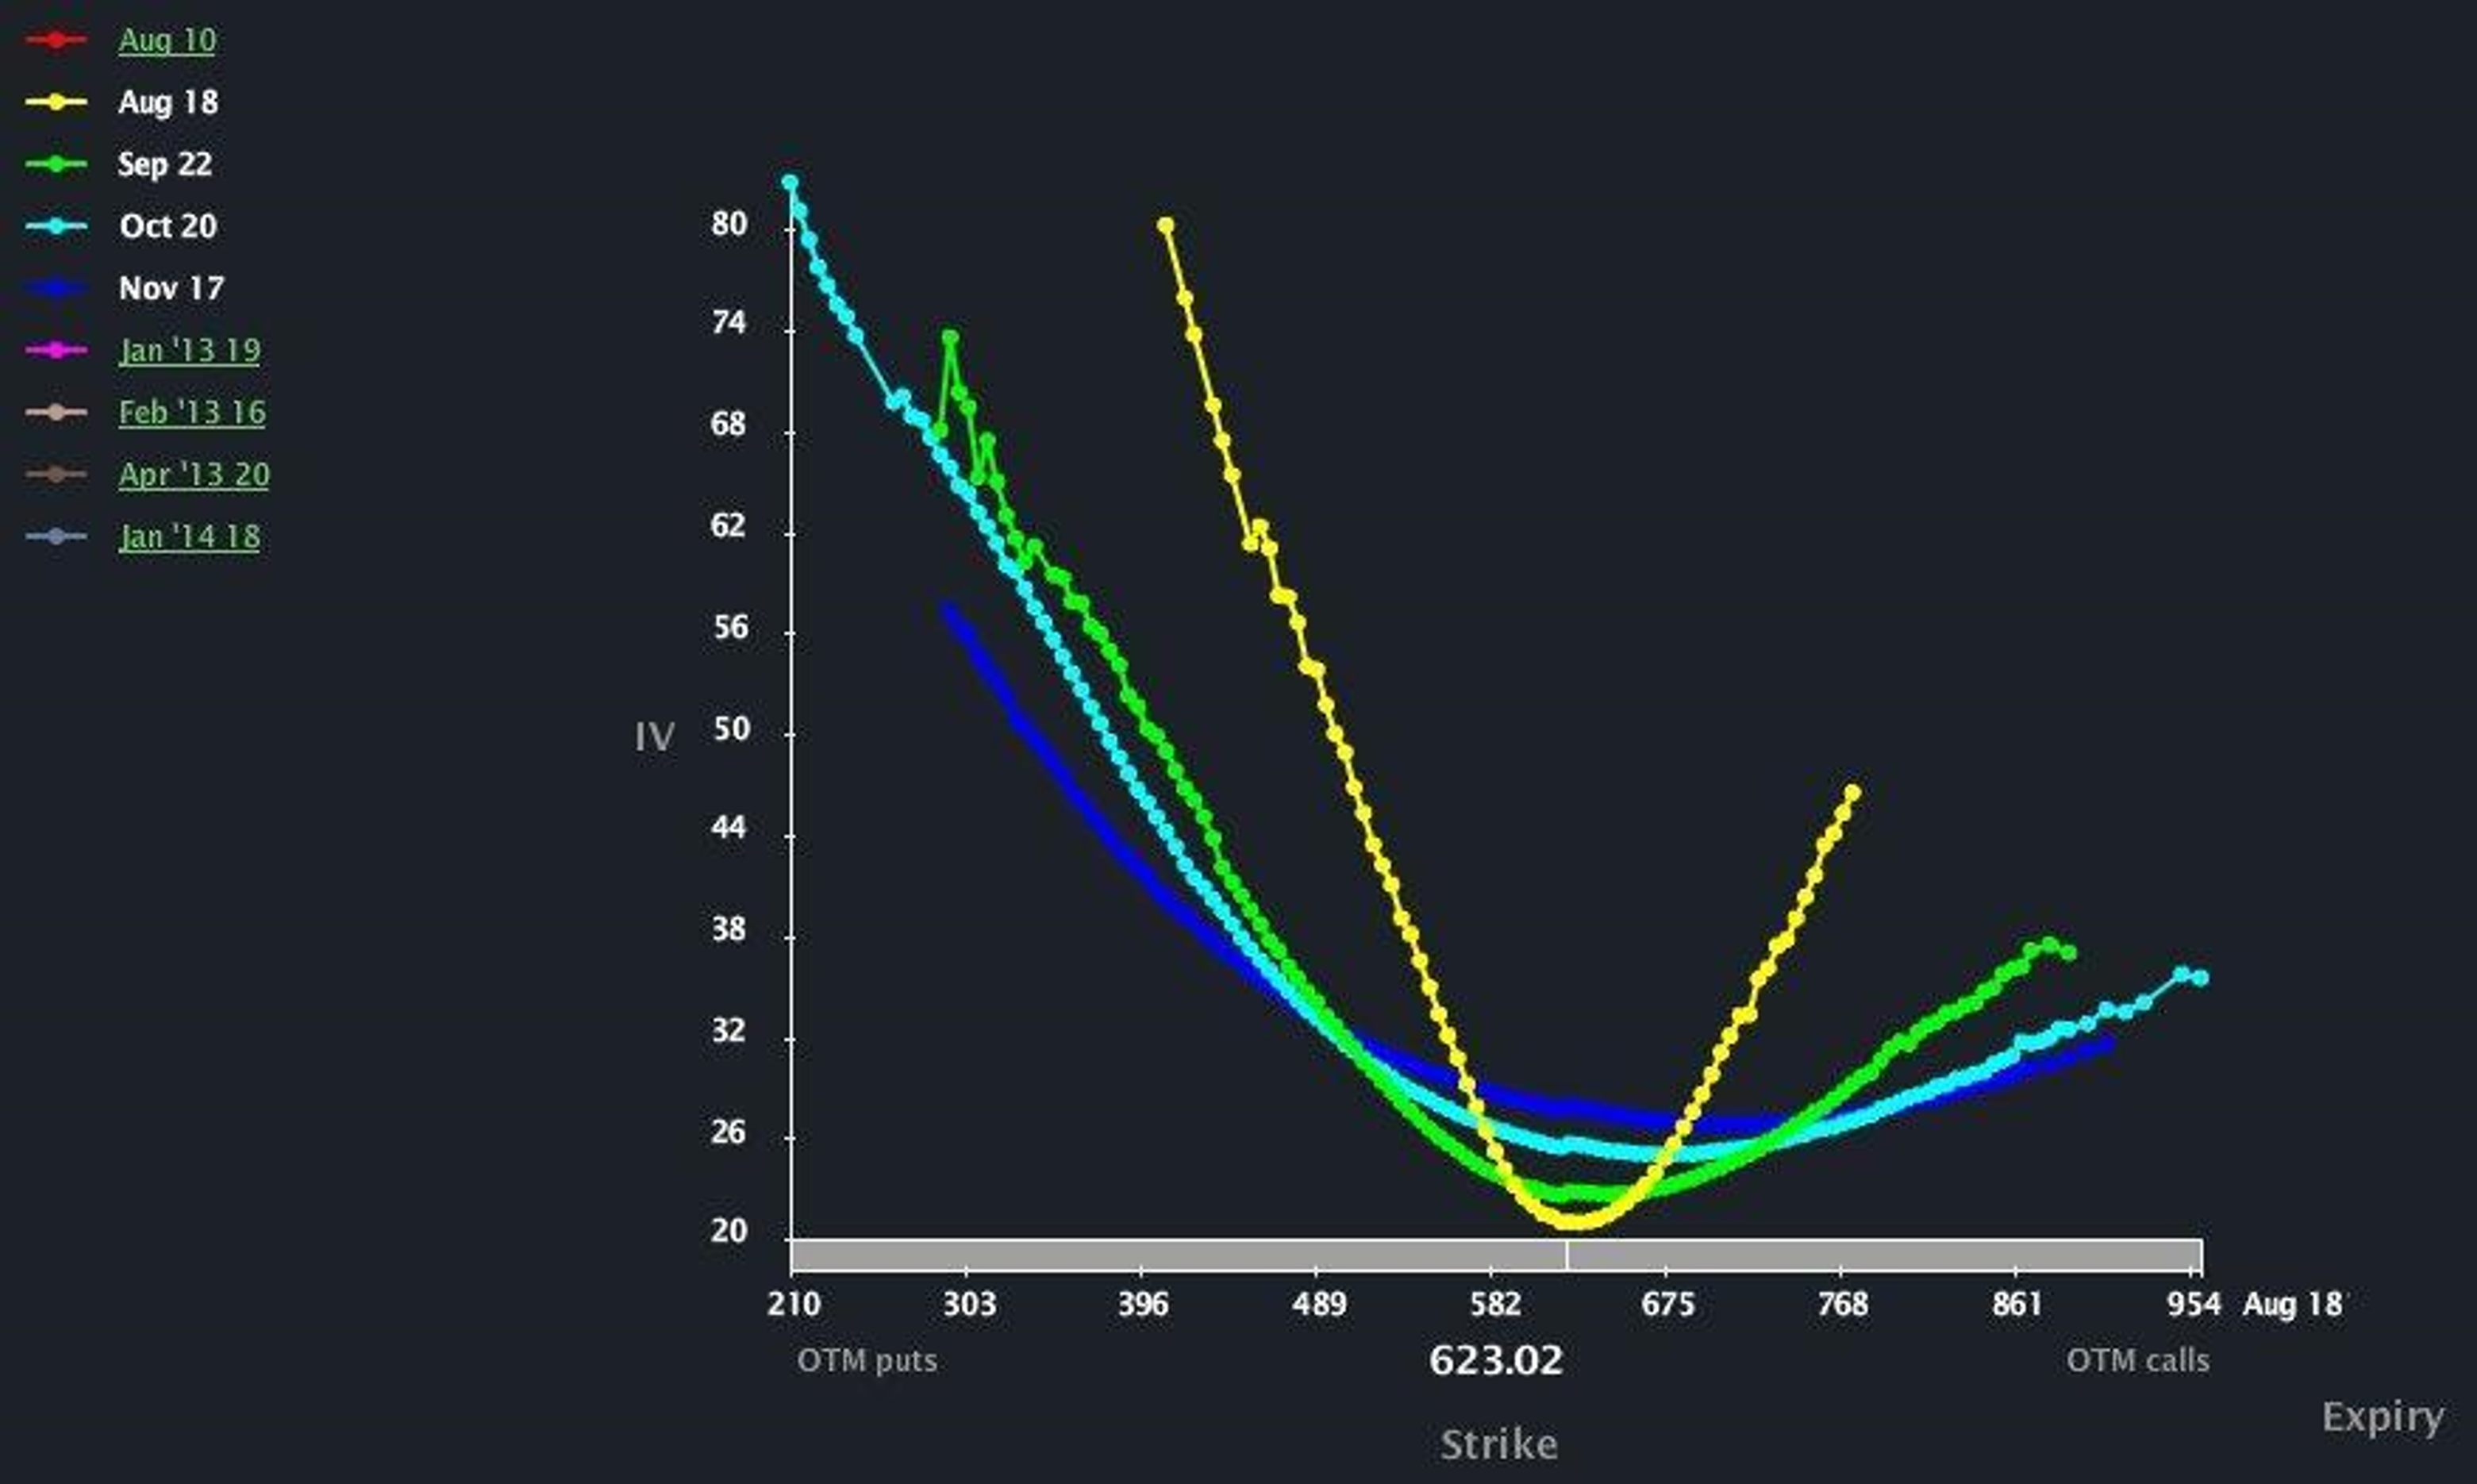 Aug 10
Aug 18
Sep 22
Oct 20
Nov 17
Jan '13 19
Feb '13 16
Apr '13 20
Jan '14 18
80
74
68
62
56
IV 50
44
38
32
26
20
210 303 396 489 582 675 768 861 954 Aug 18
OTM puts 623.02 OTM calls
Expiry
Strike